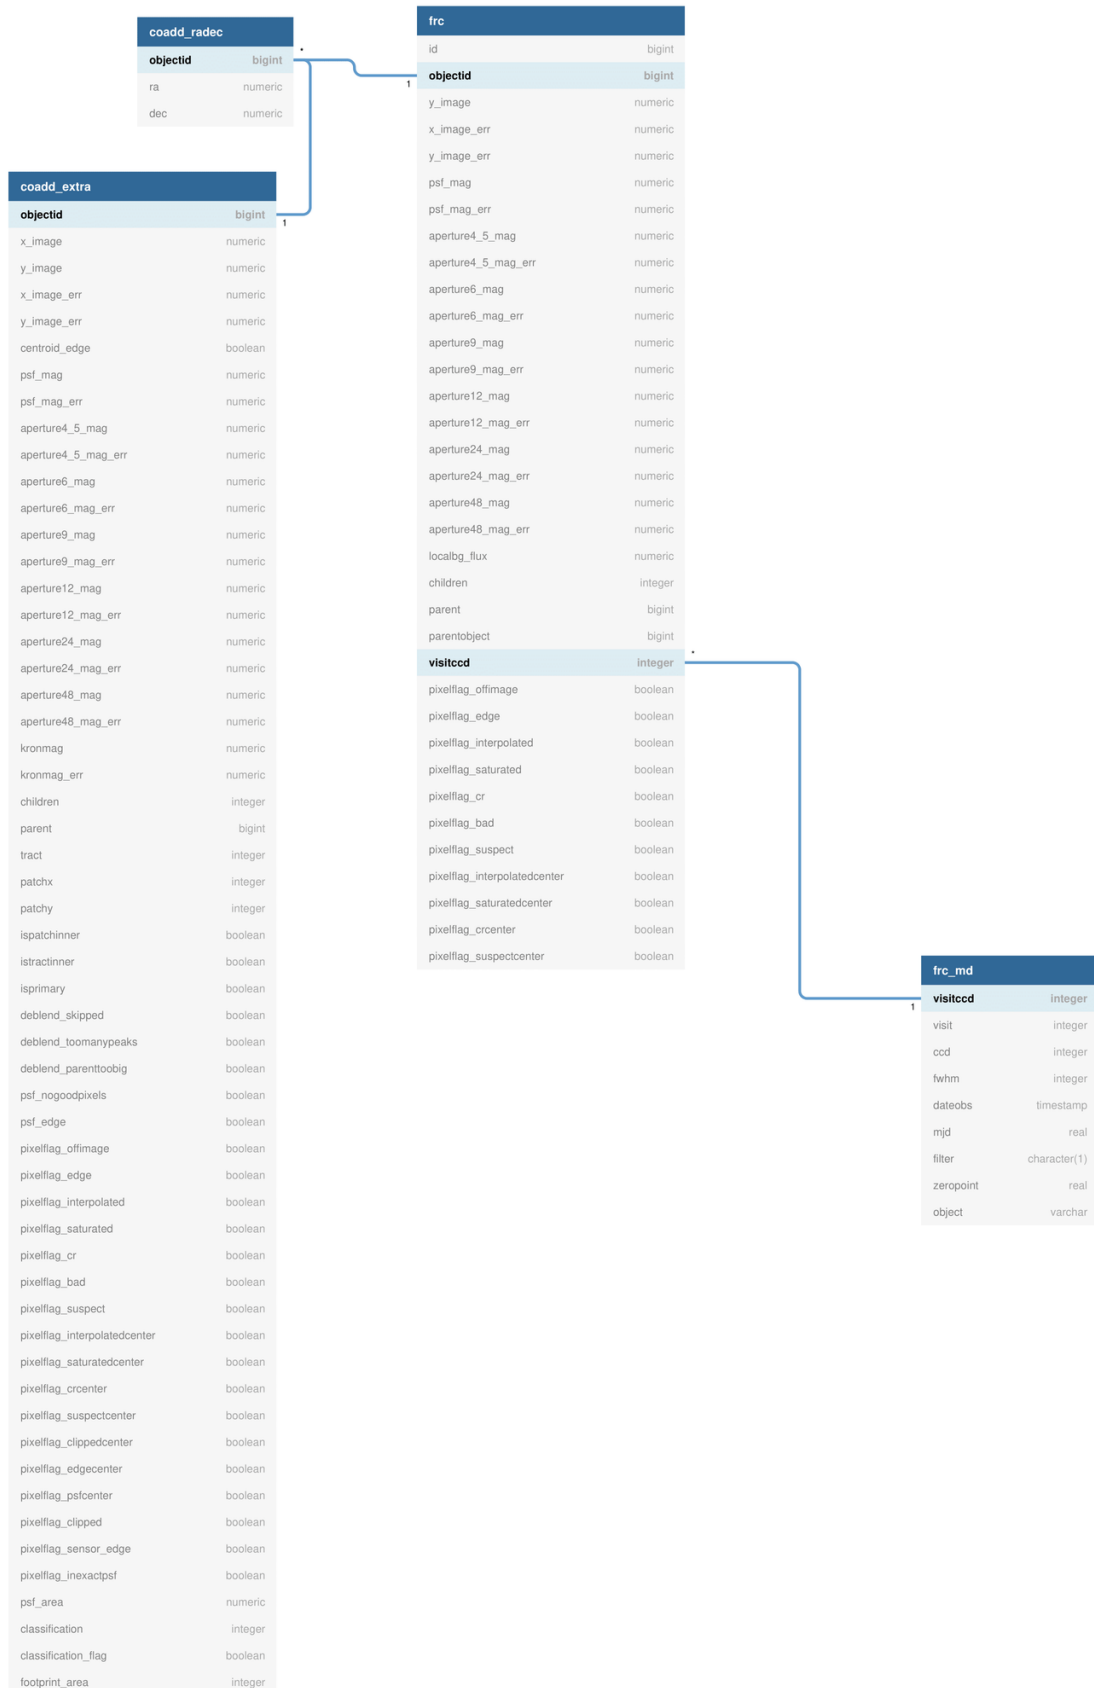 coadd_radec
*
objectid bigint
ra numeric
dec numeric
frc
id bigint
objectid bigint
1
y_image numeric
x_image_err numeric
y_image_err numeric
psf_mag numeric
psf_mag_err numeric
aperture4_5_mag numeric
aperture4_5_mag_err numeric
aperture6_mag numeric
aperture6_mag_err numeric
aperture9_mag numeric
aperture9_mag_err numeric
aperture12_mag numeric
aperture12_mag_err numeric
aperture24_mag numeric
aperture24_mag_err numeric
aperture48_mag numeric
aperture48_mag_err numeric
localbg_flux numeric
children integer
parent bigint
parentobject bigint
*
visitccd integer
pixelflag_offimage boolean
pixelflag_edge boolean
pixelflag_interpolated boolean
pixelflag_saturated boolean
pixelflag_cr boolean
pixelflag_bad boolean
pixelflag_suspect boolean
pixelflag_interpolatedcenter boolean
pixelflag_saturatedcenter boolean
pixelflag_crcenter boolean
pixelflag_suspectcenter boolean
coadd_extra
objectid bigint
1
x_image numeric
y_image numeric
x_image_err numeric
y_image_err numeric
centroid_edge boolean
psf_mag numeric
psf_mag_err numeric
aperture4_5_mag numeric
aperture4_5_mag_err numeric
aperture6_mag numeric
aperture6_mag_err numeric
aperture9_mag numeric
aperture9_mag_err numeric
aperture12_mag numeric
aperture12_mag_err numeric
aperture24_mag numeric
aperture24_mag_err numeric
aperture48_mag numeric
aperture48_mag_err numeric
kronmag numeric
kronmag_err numeric
children integer
parent bigint
tract integer
patchx integer
patchy integer
ispatchinner boolean
istractinner boolean
isprimary boolean
deblend_skipped boolean
deblend_toomanypeaks boolean
deblend_parenttoobig boolean
psf_nogoodpixels boolean
psf_edge boolean
pixelflag_offimage boolean
pixelflag_edge boolean
pixelflag_interpolated boolean
pixelflag_saturated boolean
pixelflag_cr boolean
pixelflag_bad boolean
pixelflag_suspect boolean
pixelflag_interpolatedcenter boolean
pixelflag_saturatedcenter boolean
pixelflag_crcenter boolean
pixelflag_suspectcenter boolean
pixelflag_clippedcenter boolean
pixelflag_edgecenter boolean
pixelflag_psfcenter boolean
pixelflag_clipped boolean
pixelflag_sensor_edge boolean
pixelflag_inexactpsf boolean
psf_area numeric
classification integer
classification_flag boolean
footprint_area integer
frc_md
visitccd integer
1
visit integer
ccd integer
fwhm integer
dateobs timestamp
mjd real
filter character(1)
zeropoint real
object varchar